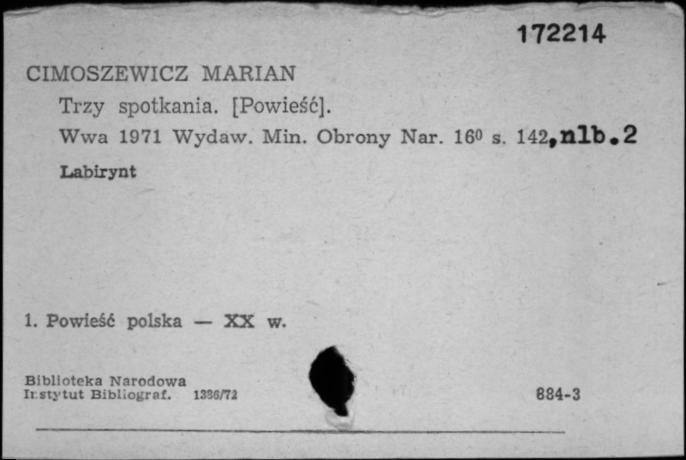 172214
CIMOSZEWICZ MARIAN
Trzy spotkania. [Powieść].
Wwa 1971 Wydaw. Min. Obrony Nar. 16⁰ s. 142,nlb.2
Labirynt
1. Powieść polska — XX w.
Biblioteka Narodowa
Instytut Bibliograf. 1386/72
884-3